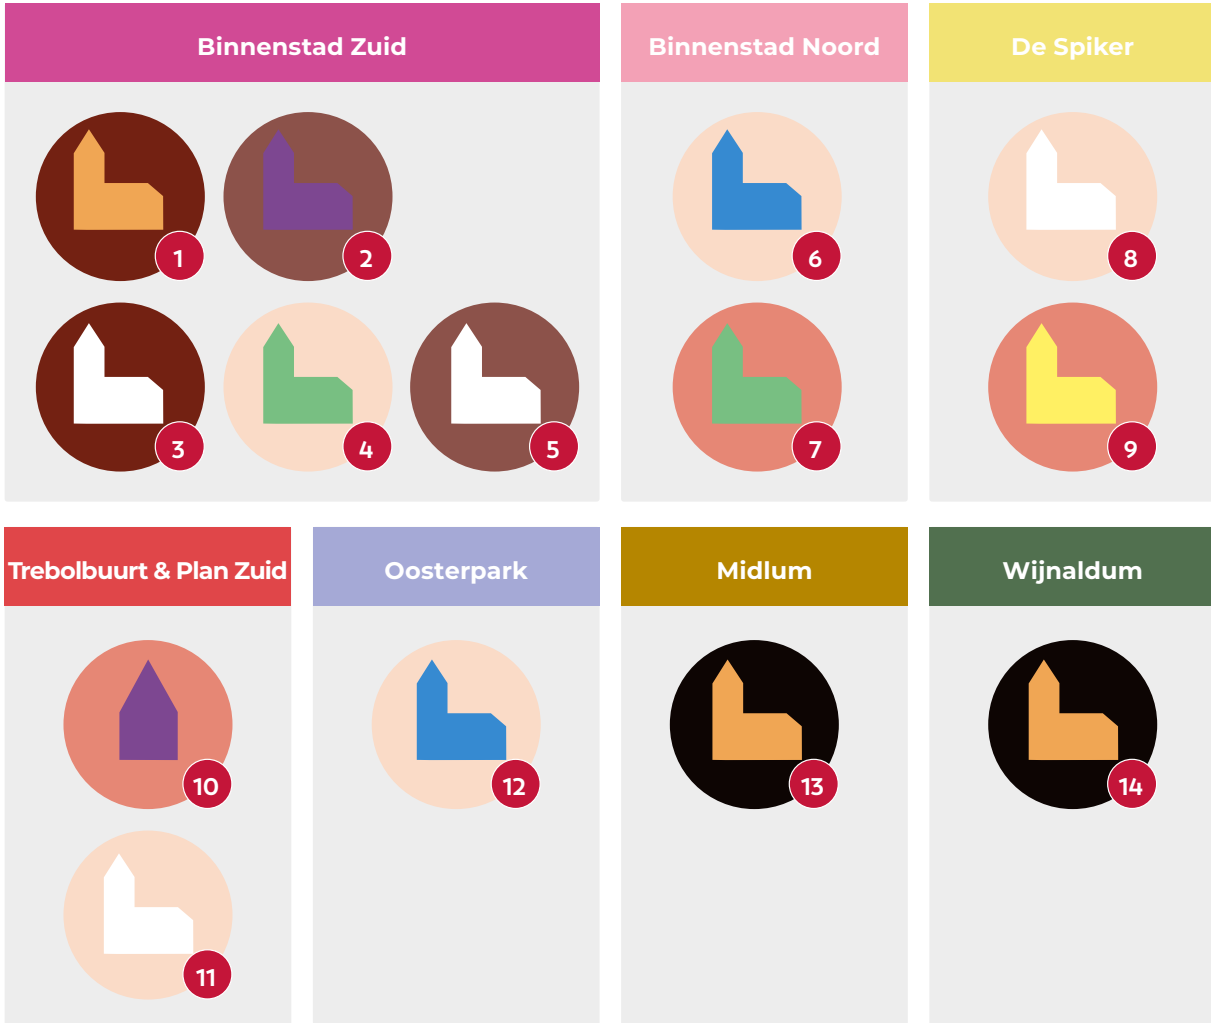 Binnenstad Zuid
Binnenstad Noord
De Spiker
1
2
6
8
3
4
5
7
9
Trebolbuurt & Plan Zuid
Oosterpark
Midlum
Wijnaldum
10
12
13
14
11